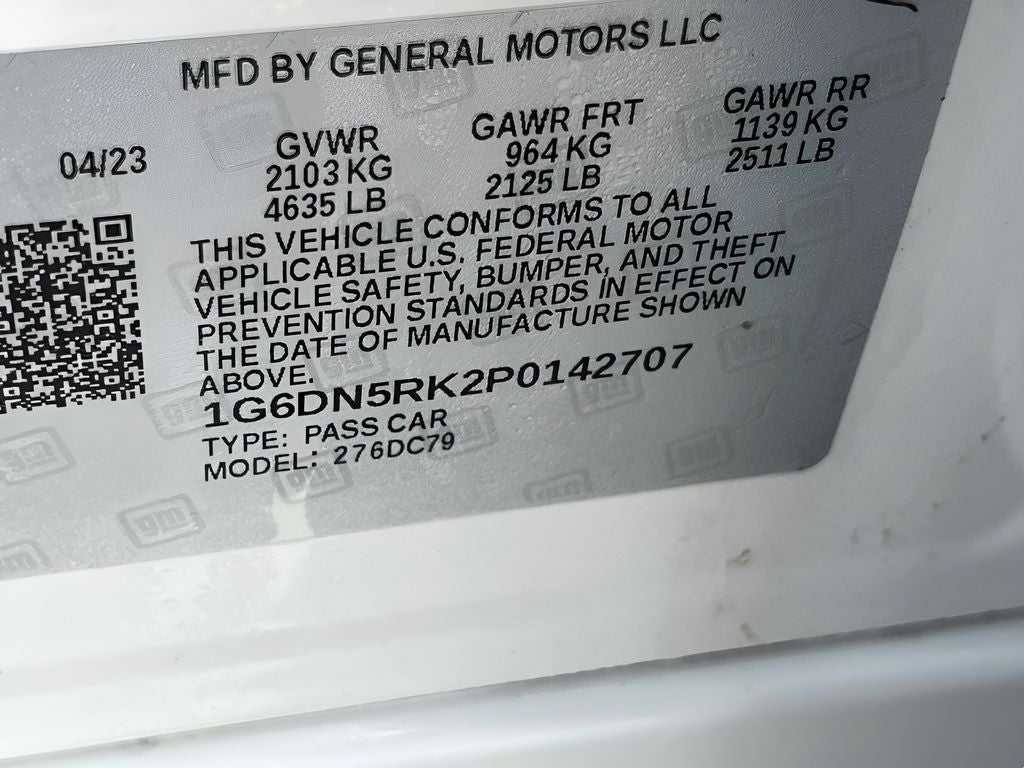 MFD BY GENERAL MOTORS LLC
04/23
GVWR
2103 KG
4635 LB
GAWR FRT
964 KG
2125 LB
GAWR RR
1139 KG
2511 LB
THIS VEHICLE CONFORMS TO ALL
APPLICABLE U.S. FEDERAL MOTOR
VEHICLE SAFETY, BUMPER, AND THEFT
PREVENTION STANDARDS IN EFFECT ON
THE DATE OF MANUFACTURE SHOWN
ABOVE.
1G6DN5RK2P0142707
TYPE: PASS CAR
MODEL: 276DC79
gm